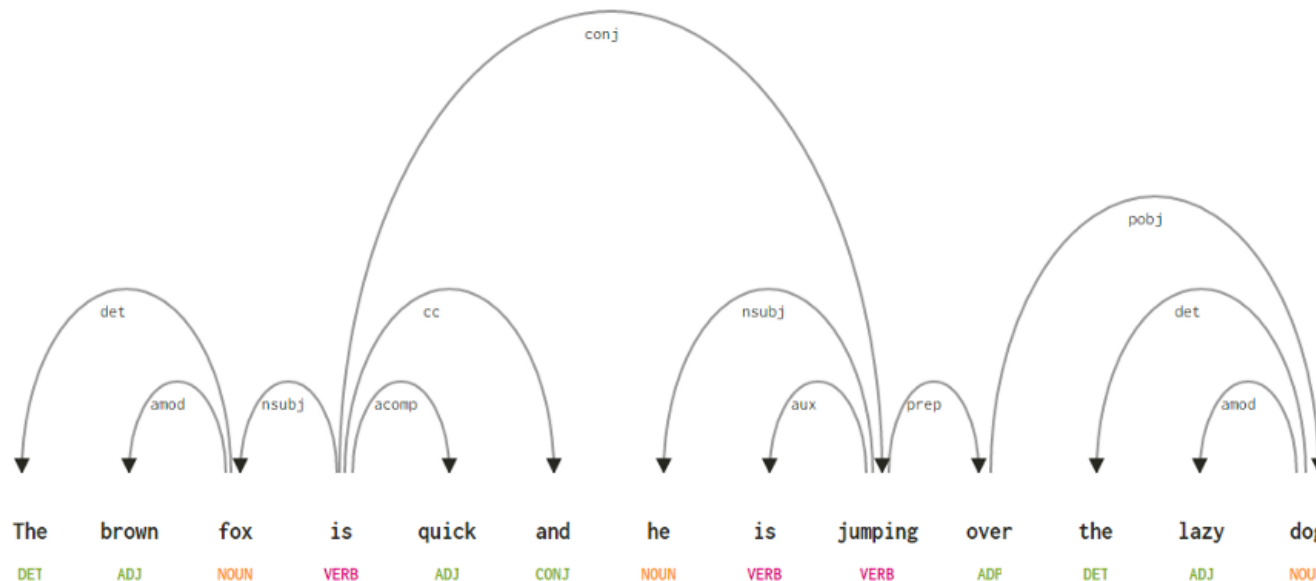 conj
pobj
det cc nsubj det
amod nsubj acomp aux prep amod
The brown fox is quick and he is jumping over the lazy
DET ADJ NOUN VERB ADJ CONJ NOUN VERB VERB ADP DET ADJ